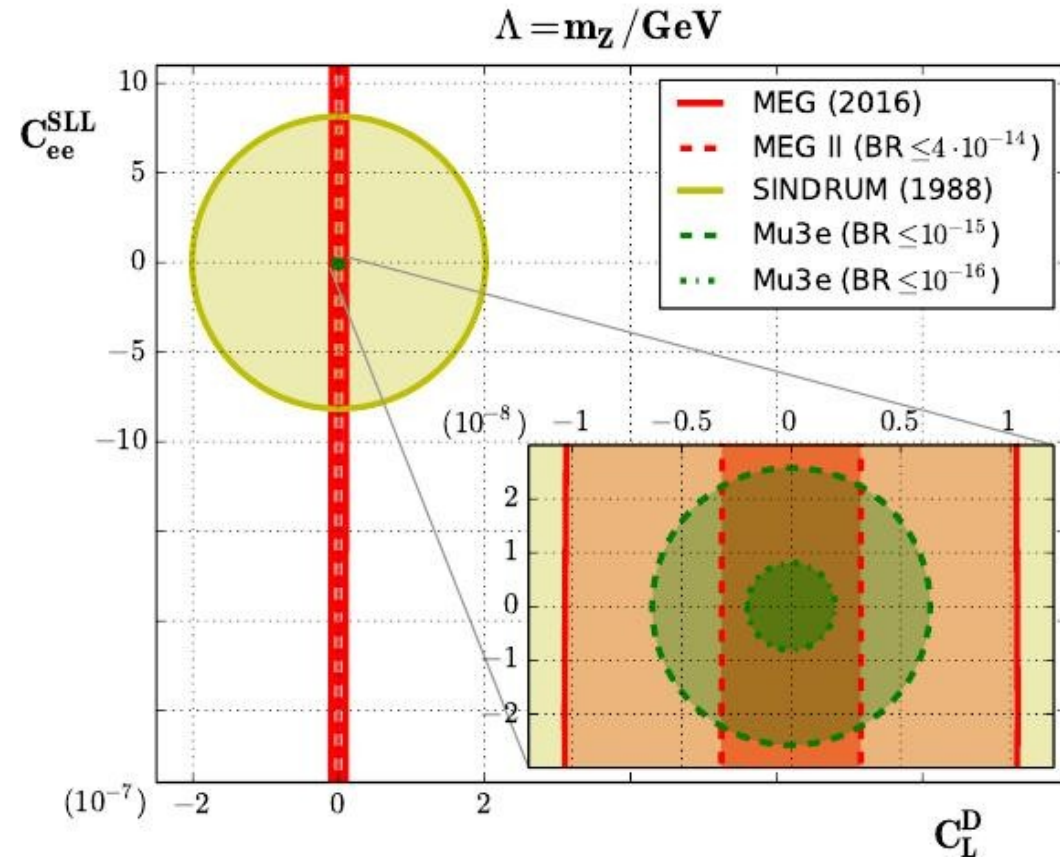 Λ = m_Z /GeV
C_ee^SLL
10
5
0
−5
−10
MEG (2016)
MEG II (BR ≤4 · 10⁻¹⁴)
SINDRUM (1988)
Mu3e (BR ≤10⁻¹⁵)
Mu3e (BR ≤10⁻¹⁶)
(10⁻⁸) −1 −0.5 0 0.5 1
2
1
0
−1
−2
(10⁻⁷) −2 0 2
C_L^D